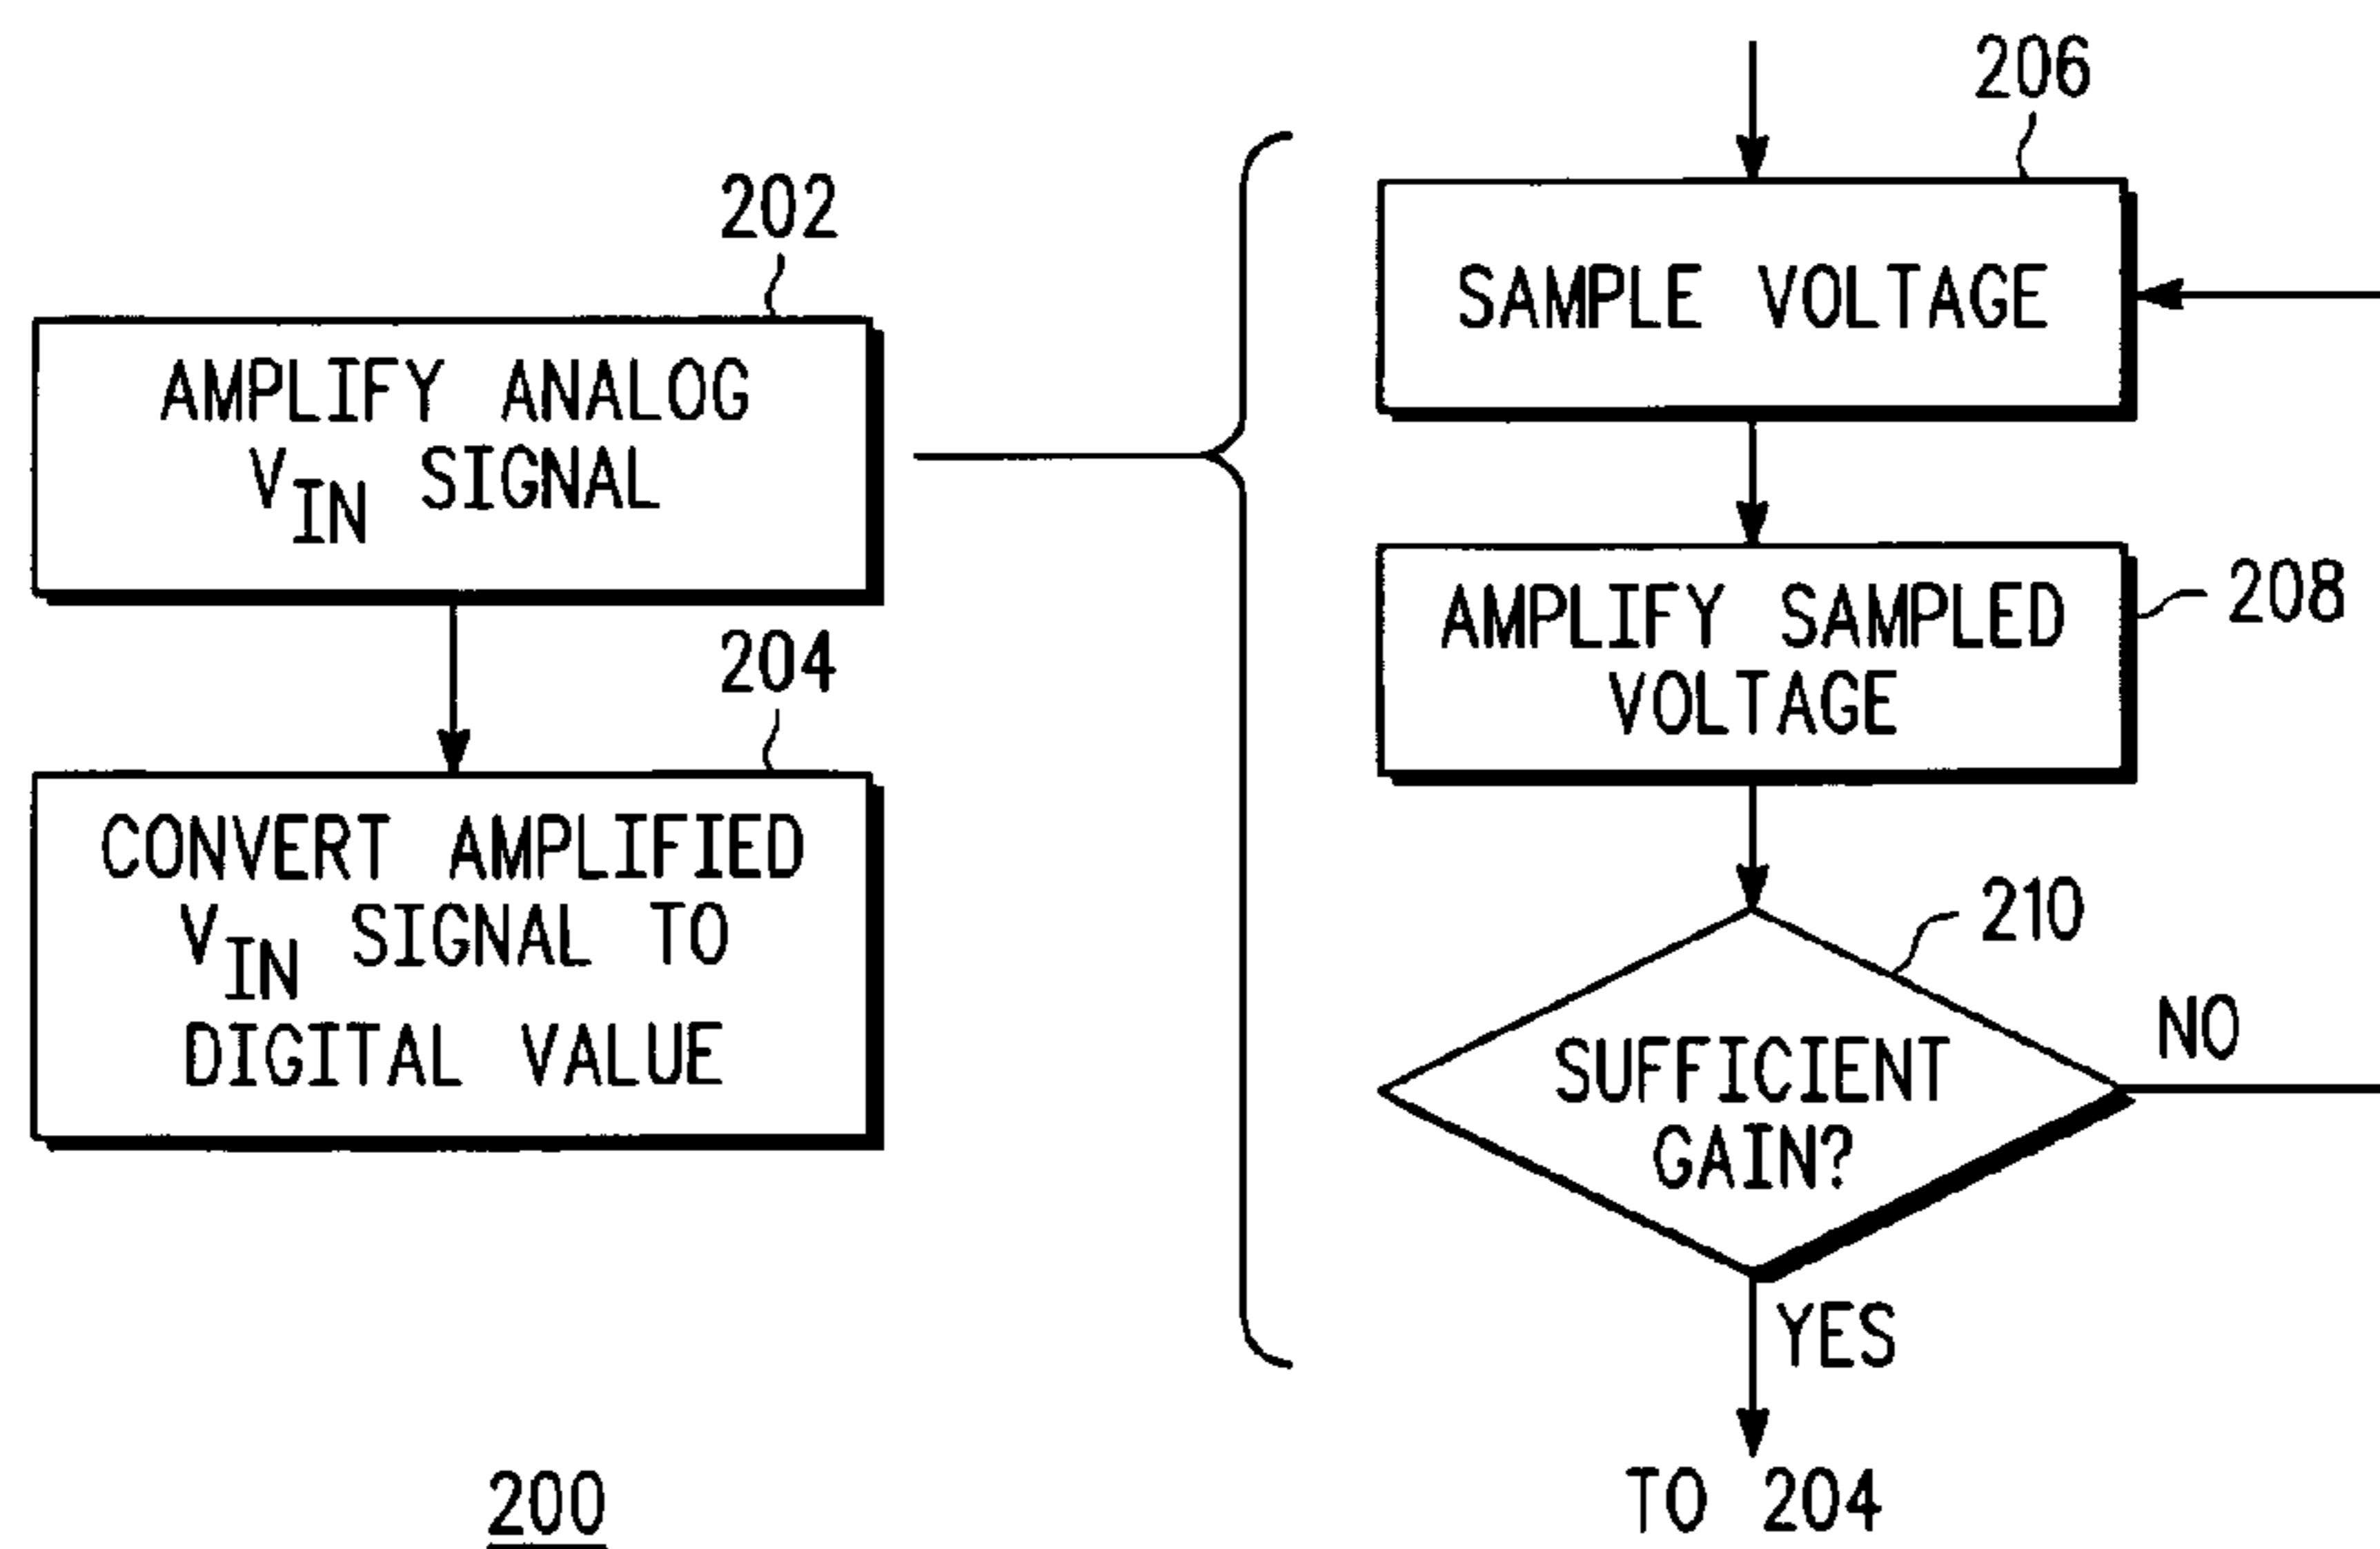 202
AMPLIFY ANALOG
VIN SIGNAL
204
CONVERT AMPLIFIED
VIN SIGNAL TO
DIGITAL VALUE
200
206
SAMPLE VOLTAGE
AMPLIFY SAMPLED
VOLTAGE
208
210
SUFFICIENT
GAIN?
NO
YES
TO 204